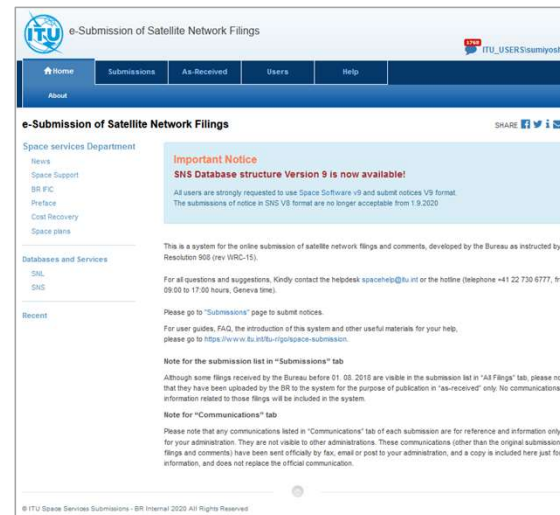 ITU
e-Submission of Satellite Network Filings
1769
ITU_USERS\sumiyosh
Home
Submissions
As-Received
Users
Help
About
e-Submission of Satellite Network Filings
SHARE
Space services Department
News
Space Support
BR IFIC
Preface
Cost Recovery
Space plans
Databases and Services
SNL
SNS
Recent
Important Notice
SNS Database structure Version 9 is now available!
All users are strongly requested to use Space Software v9 and submit notices V9 format.
The submissions of notice in SNS V8 format are no longer acceptable from 1.9.2020
This is a system for the online submission of satellite network filings and comments, developed by the Bureau as instructed by
Resolution 908 (rev WRC-15).
For all questions and suggestions, Kindly contact the helpdesk spacehelp@itu.int or the hotline (telephone +41 22 730 6777, fr
09:00 to 17:00 hours, Geneva time).
Please go to "Submissions" page to submit notices.
For user guides, FAQ, the introduction of this system and other useful materials for your help,
please go to https://www.itu.int/itu-r/go/space-submission.
Note for the submission list in "Submissions" tab
Although some filings received by the Bureau before 01. 08. 2018 are visible in the submission list in "All Filings" tab, please no
that they have been uploaded by the BR to the system for the purpose of publication in "as-received" only. No communications
information related to those filings will be included in the system.
Note for "Communications" tab
Please note that any communications listed in "Communications" tab of each submission are for reference and information only
for your administration. They are not visible to other administrations. These communications (other than the original submission
filings and comments) have been sent officially by fax, email or post to your administration, and a copy is included here just for
information, and does not replace the official communication.
© ITU Space Services Submissions - BR Internal 2020 All Rights Reserved